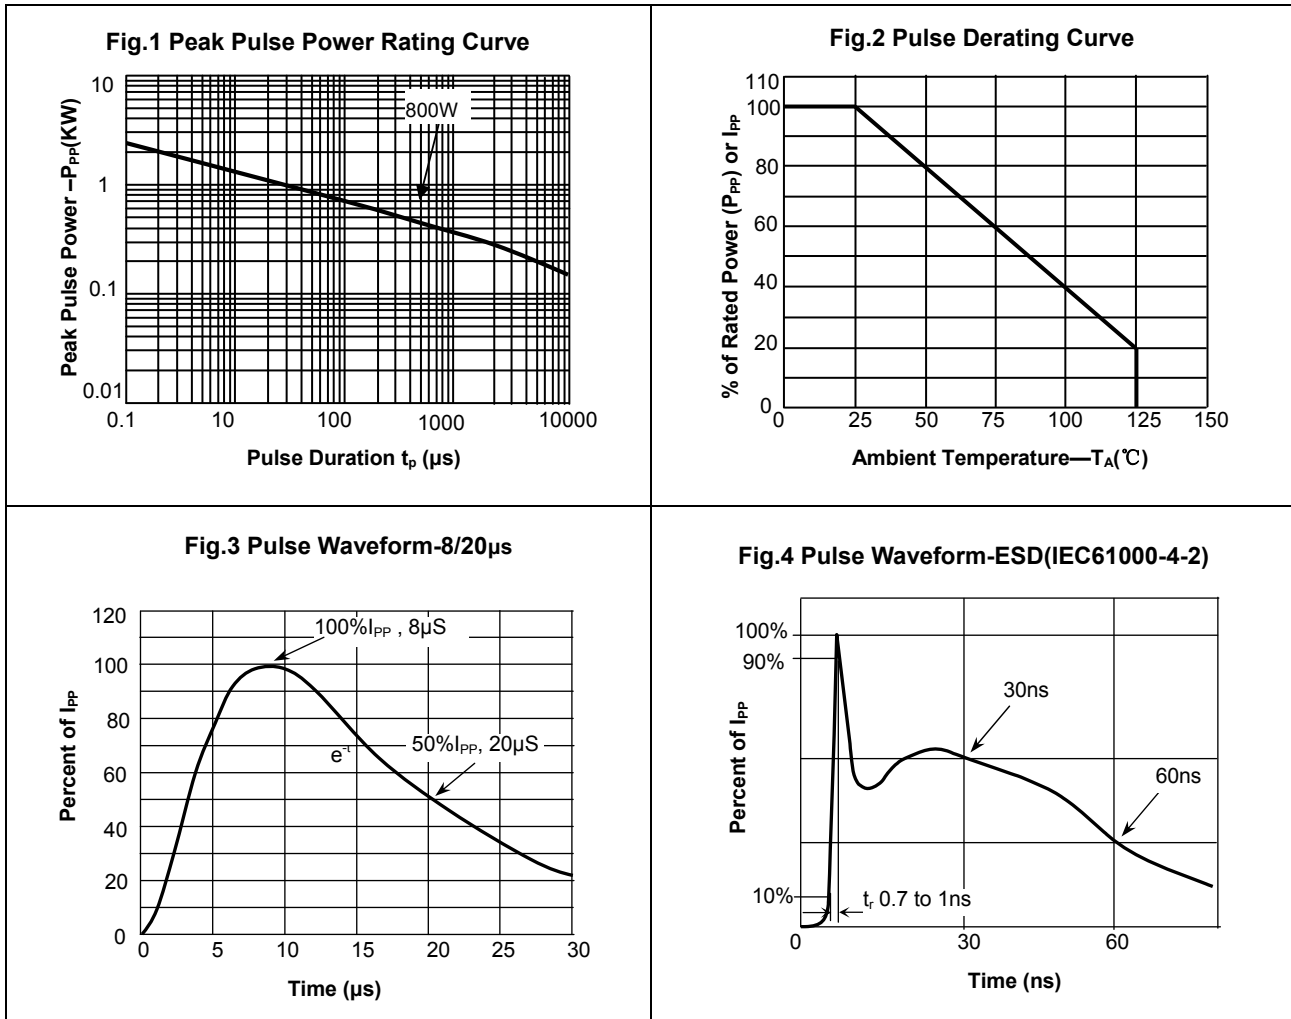 Fig.1 Peak Pulse Power Rating Curve
Peak Pulse Power –PPP(KW)
10
1
0.1
0.01
800W
0.1 10 100 1000 10000
Pulse Duration tp (µs)
Fig.2 Pulse Derating Curve
% of Rated Power (PPP) or IPP
110
100
80
60
40
20
0
0 25 50 75 100 125 150
Ambient Temperature—TA(℃)
Fig.3 Pulse Waveform-8/20µs
Percent of IPP
120
100
80
60
40
20
0
100%IPP , 8µS
e-t
50%IPP, 20µS
0 5 10 15 20 25 30
Time (µs)
Fig.4 Pulse Waveform-ESD(IEC61000-4-2)
Percent of IPP
100%
90%
10%
30ns
60ns
tr 0.7 to 1ns
0 30 60
Time (ns)